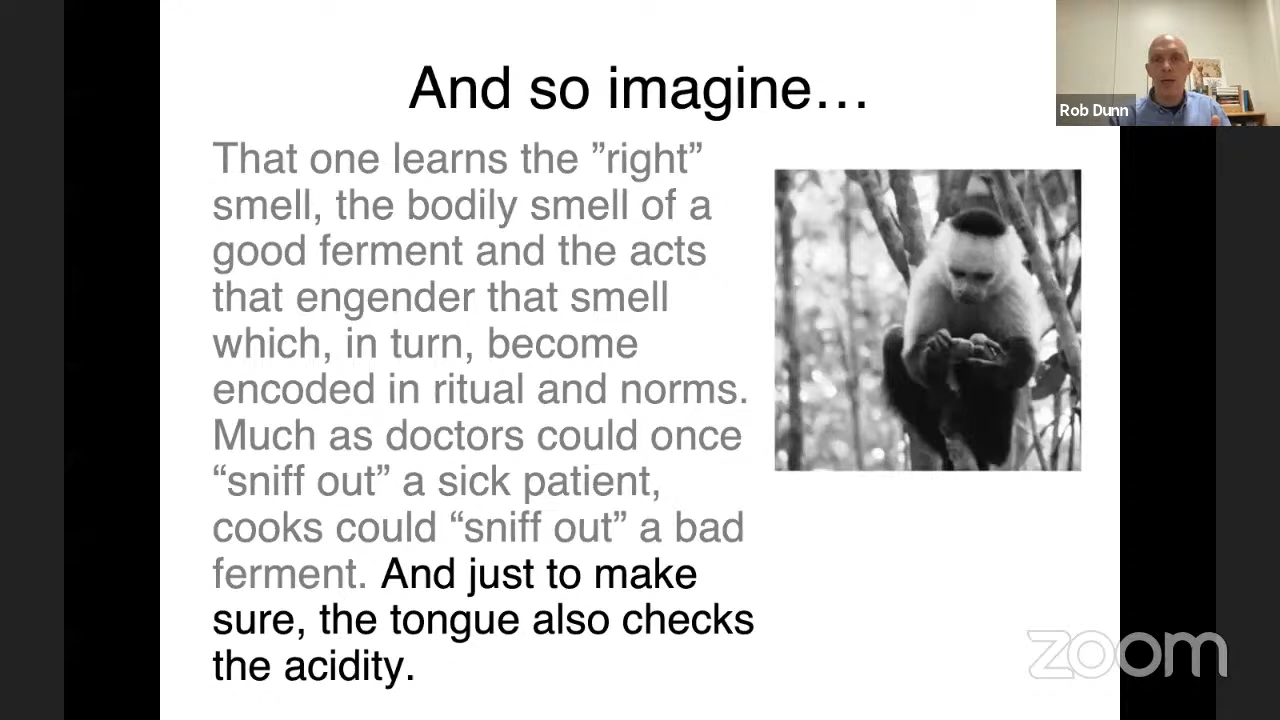 And so imagine…
Rob Dunn
That one learns the ”right”
smell, the bodily smell of a
good ferment and the acts
that engender that smell
which, in turn, become
encoded in ritual and norms.
Much as doctors could once
“sniff out” a sick patient,
cooks could “sniff out” a bad
ferment. And just to make
sure, the tongue also checks
the acidity.
zoom